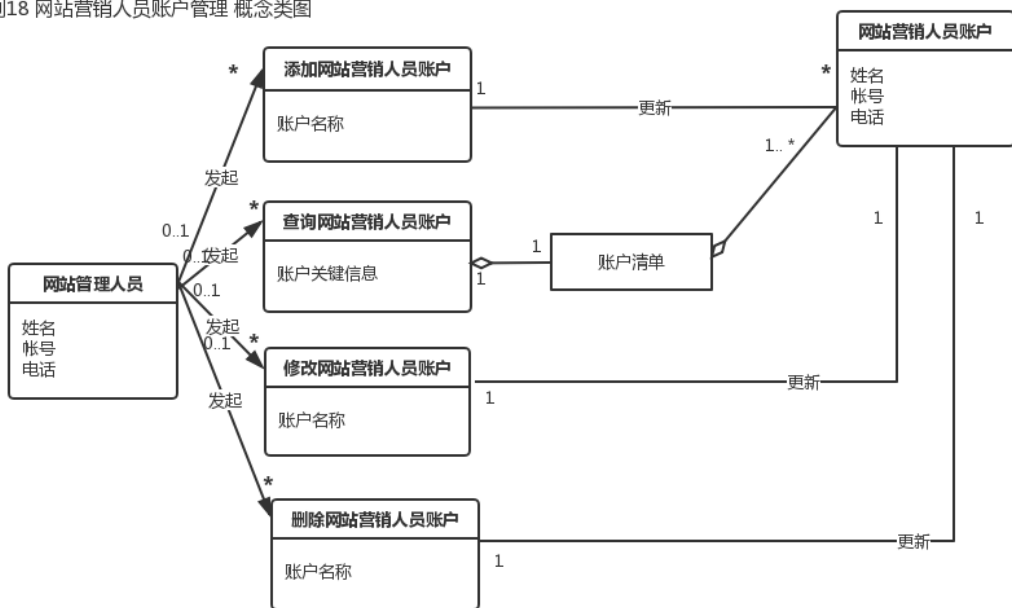 例18 网站营销人员账户管理 概念类图
网站营销人员账户
姓名
帐号
电话
*
添加网站营销人员账户
账户名称
*
1
更新
1.. *
发起
0..1
查询网站营销人员账户
账户关键信息
*
发起
0..1
1
1
账户清单
1
1
网站管理人员
姓名
帐号
电话
0..1
发起
0..1
*
修改网站营销人员账户
账户名称
1
更新
发起
*
删除网站营销人员账户
账户名称
1
更新